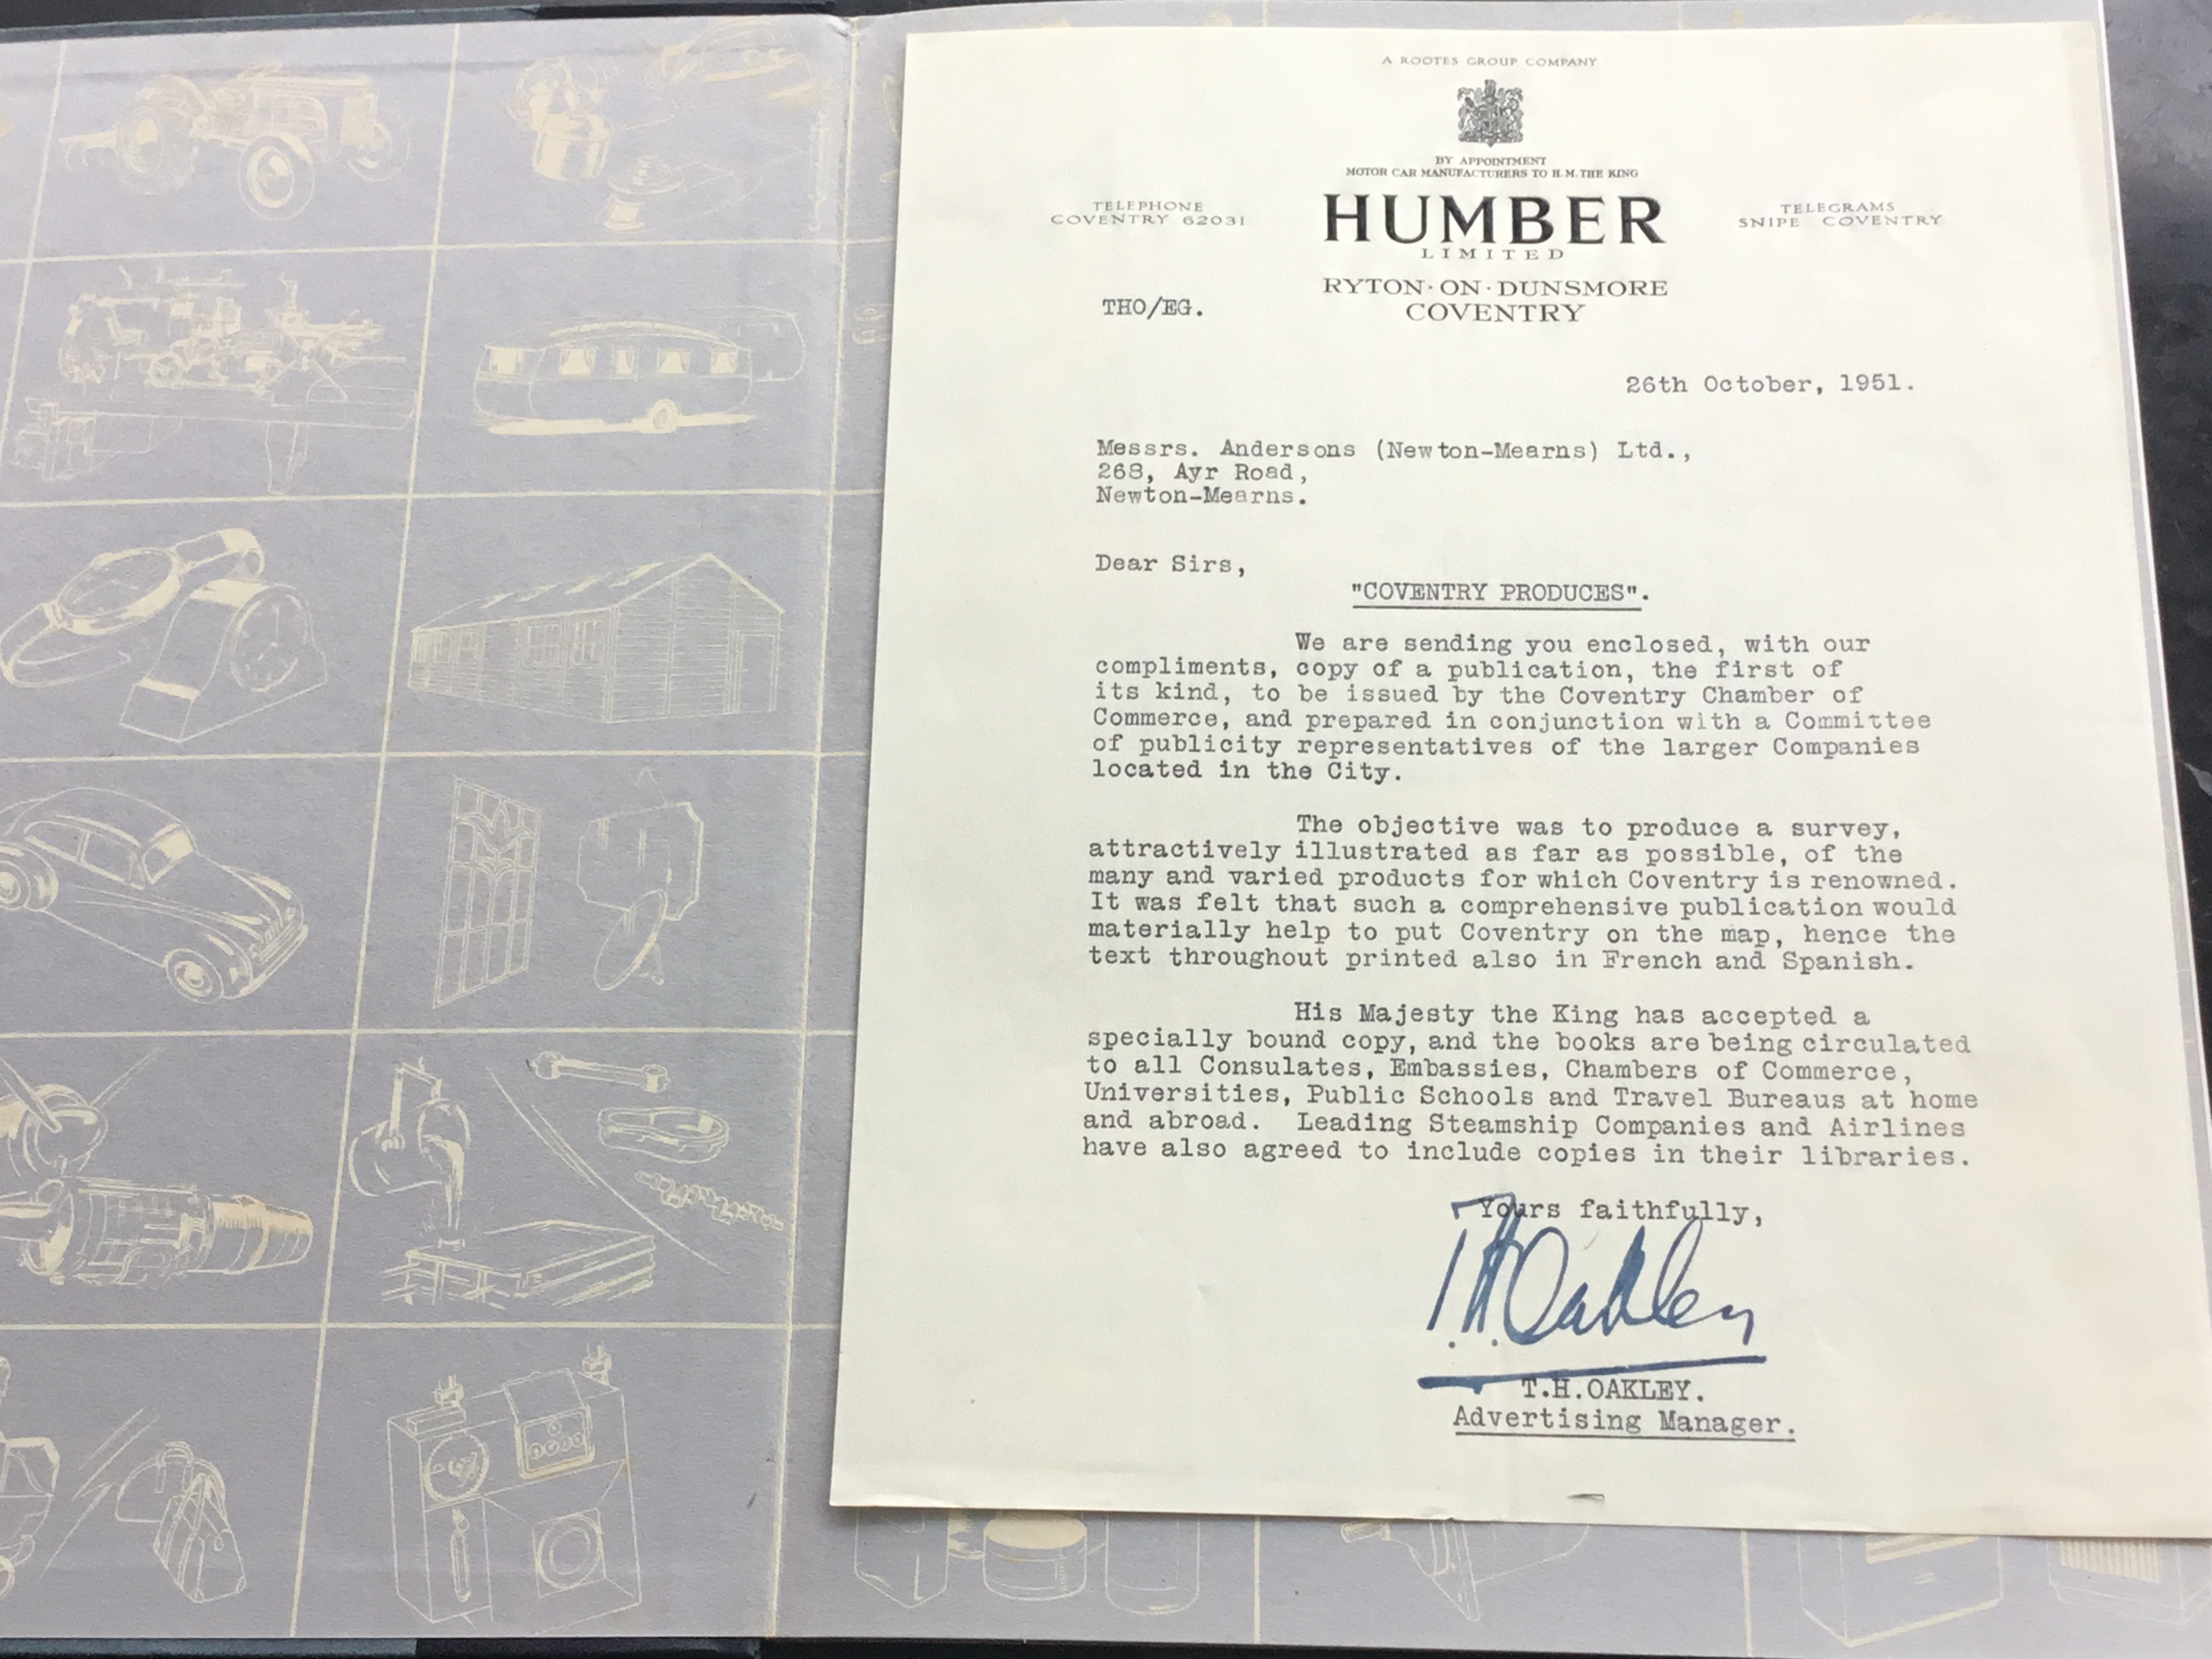 A ROOTES GROUP COMPANY
BY APPOINTMENT
MOTOR CAR MANUFACTURERS TO H.M. THE KING
TELEPHONE
COVENTRY 62031
HUMBER
LIMITED
TELEGRAMS
SNIPE COVENTRY
RYTON·ON·DUNSMORE
COVENTRY
THO/EG.
26th October, 1951.
Messrs. Andersons (Newton-Mearns) Ltd.,
268, Ayr Road,
Newton-Mearns.
Dear Sirs,
"COVENTRY PRODUCES".
We are sending you enclosed, with our
compliments, copy of a publication, the first of
its kind, to be issued by the Coventry Chamber of
Commerce, and prepared in conjunction with a Committee
of publicity representatives of the larger Companies
located in the City.
The objective was to produce a survey,
attractively illustrated as far as possible, of the
many and varied products for which Coventry is renowned.
It was felt that such a comprehensive publication would
materially help to put Coventry on the map, hence the
text throughout printed also in French and Spanish.
His Majesty the King has accepted a
specially bound copy, and the books are being circulated
to all Consulates, Embassies, Chambers of Commerce,
Universities, Public Schools and Travel Bureaus at home
and abroad. Leading Steamship Companies and Airlines
have also agreed to include copies in their libraries.
Yours faithfully,
T.H.Oakley
T.H.OAKLEY.
Advertising Manager.